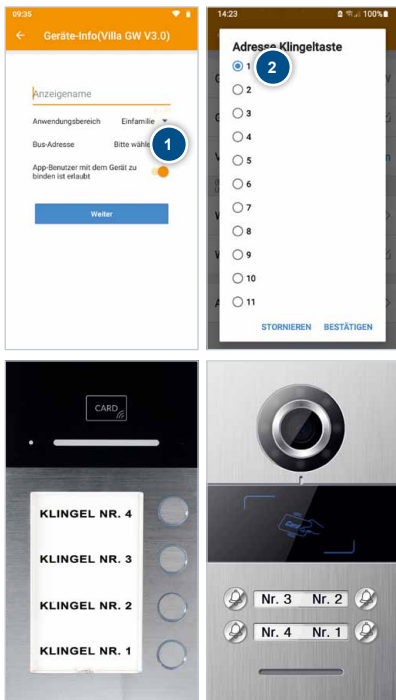 09:35
Geräte-Info(Villa GW V3.0)
Anzeigename
Anwendungsbereich Einfamilie
Bus-Adresse Bitte wähle
1
App-Benutzer mit dem Gerät zu
binden ist erlaubt
Weiter
14:23 100%
Adresse Klingeltaste
1
2
2
3
4
5
6
7
8
9
10
11
STORNIEREN BESTÄTIGEN
CARD
KLINGEL NR. 4
KLINGEL NR. 3
KLINGEL NR. 2
KLINGEL NR. 1
Card
Nr. 3 Nr. 2
Nr. 4 Nr. 1